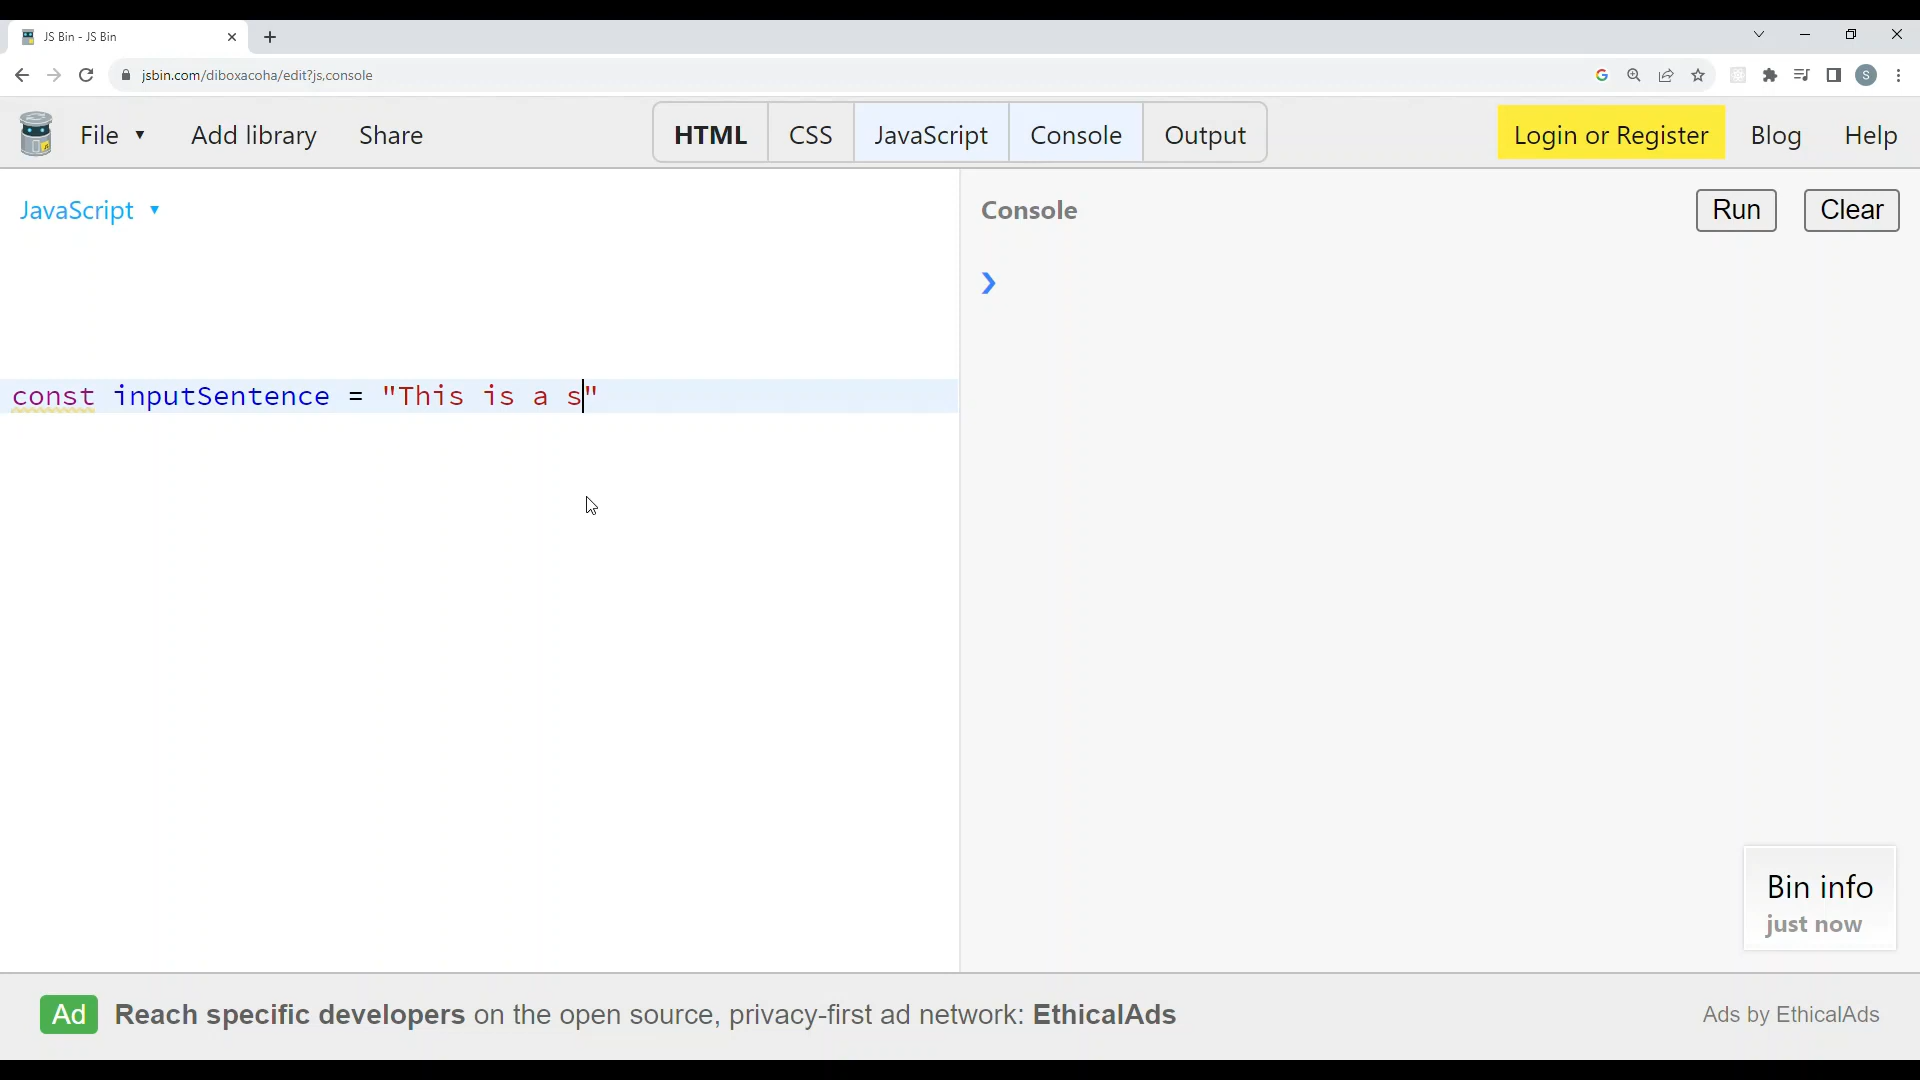 JS Bin - JS Bin
jsbin.com/diboxacoha/edit?js,console
S
File ▼ Add library Share HTML CSS JavaScript Console Output Login or Register Blog Help
JavaScript ▼
Console Run Clear
const inputSentence = "This is a s"
Bin info
just now
Ad Reach specific developers on the open source, privacy-first ad network: EthicalAds Ads by EthicalAds